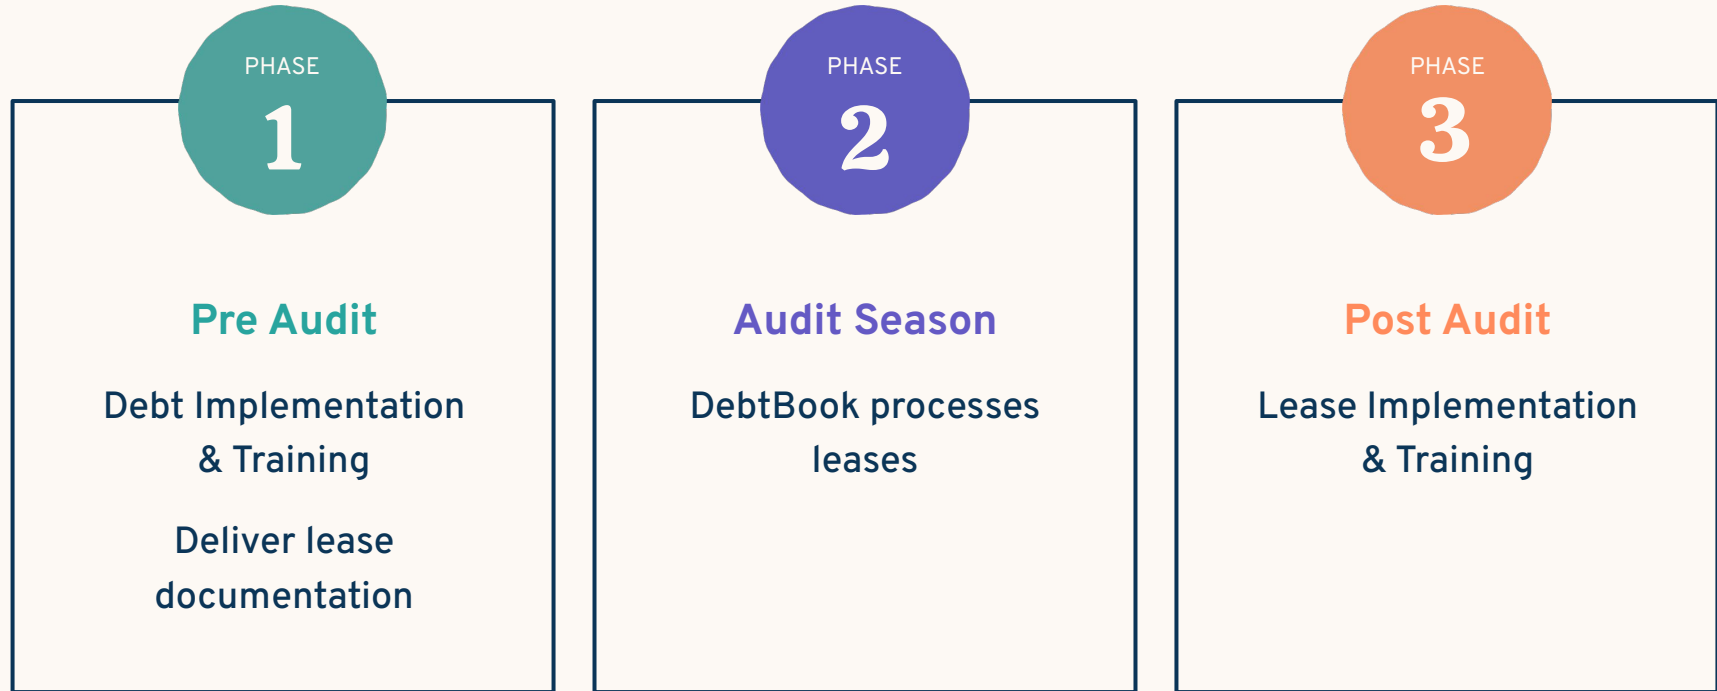 PHASE
1
Pre Audit
Debt Implementation
& Training
Deliver lease
documentation
PHASE
2
Audit Season
DebtBook processes
leases
PHASE
3
Post Audit
Lease Implementation
& Training